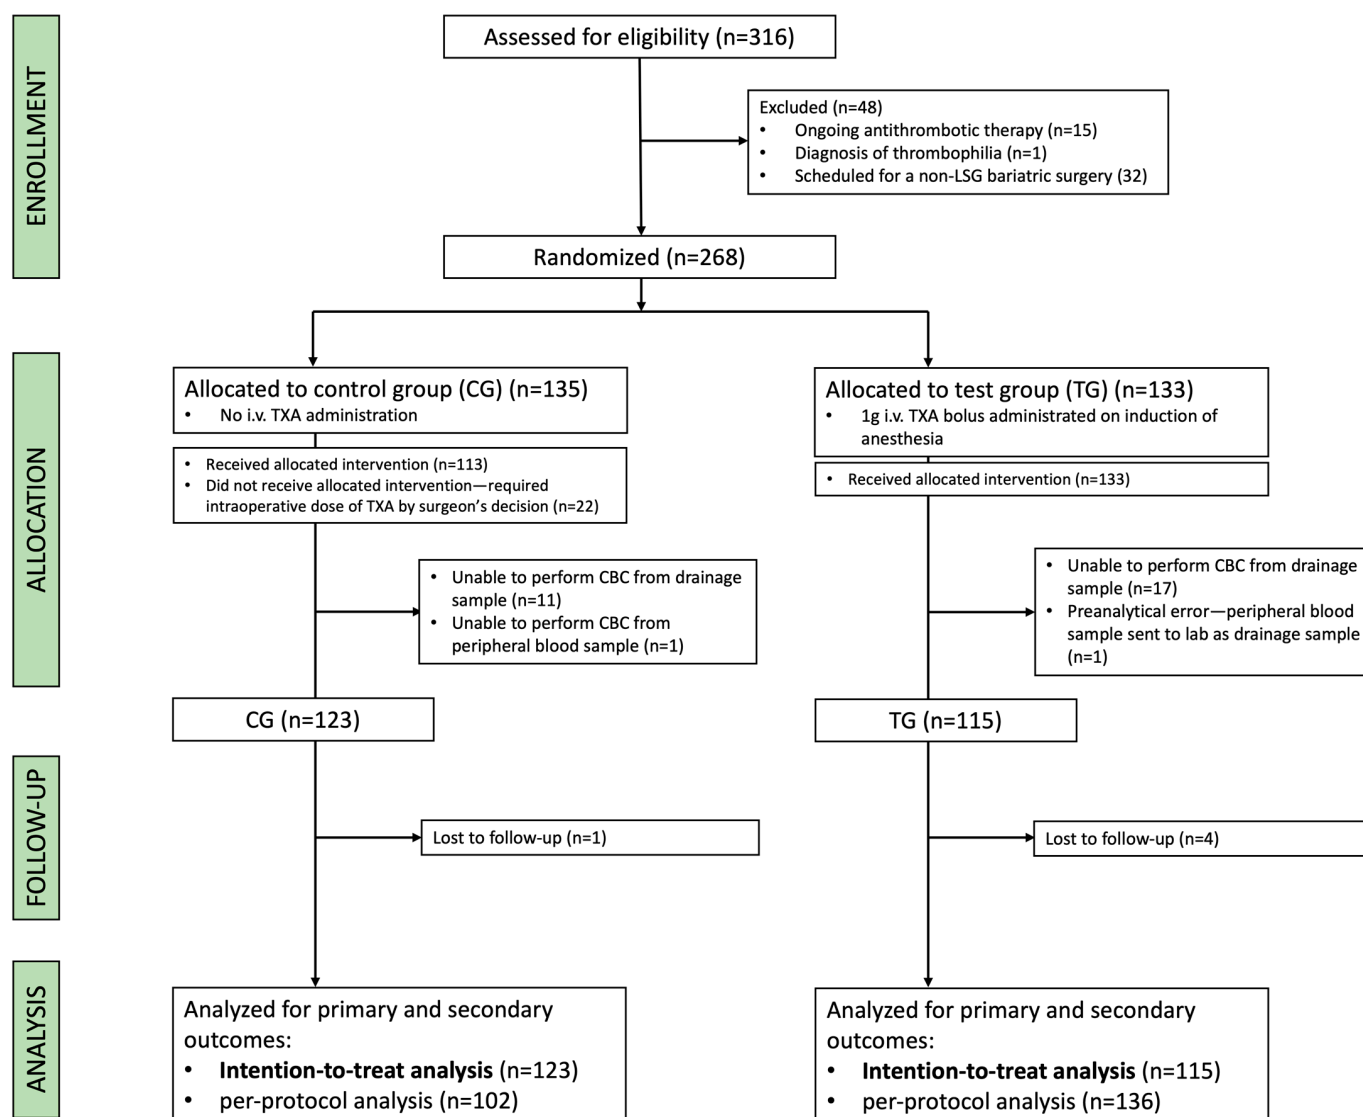 ENROLLMENT
Assessed for eligibility (n=316)
Excluded (n=48)
• Ongoing antithrombotic therapy (n=15)
• Diagnosis of thrombophilia (n=1)
• Scheduled for a non-LSG bariatric surgery (32)
Randomized (n=268)
ALLOCATION
Allocated to control group (CG) (n=135)
• No i.v. TXA administration
• Received allocated intervention (n=113)
• Did not receive allocated intervention—required
intraoperative dose of TXA by surgeon's decision (n=22)
• Unable to perform CBC from drainage
sample (n=11)
• Unable to perform CBC from
peripheral blood sample (n=1)
CG (n=123)
Allocated to test group (TG) (n=133)
• 1g i.v. TXA bolus administrated on induction of
anesthesia
• Received allocated intervention (n=133)
• Unable to perform CBC from drainage
sample (n=17)
• Preanalytical error—peripheral blood
sample sent to lab as drainage sample
(n=1)
TG (n=115)
FOLLOW-UP
Lost to follow-up (n=1)
Lost to follow-up (n=4)
ANALYSIS
Analyzed for primary and secondary
outcomes:
• Intention-to-treat analysis (n=123)
• per-protocol analysis (n=102)
Analyzed for primary and secondary
outcomes:
• Intention-to-treat analysis (n=115)
• per-protocol analysis (n=136)